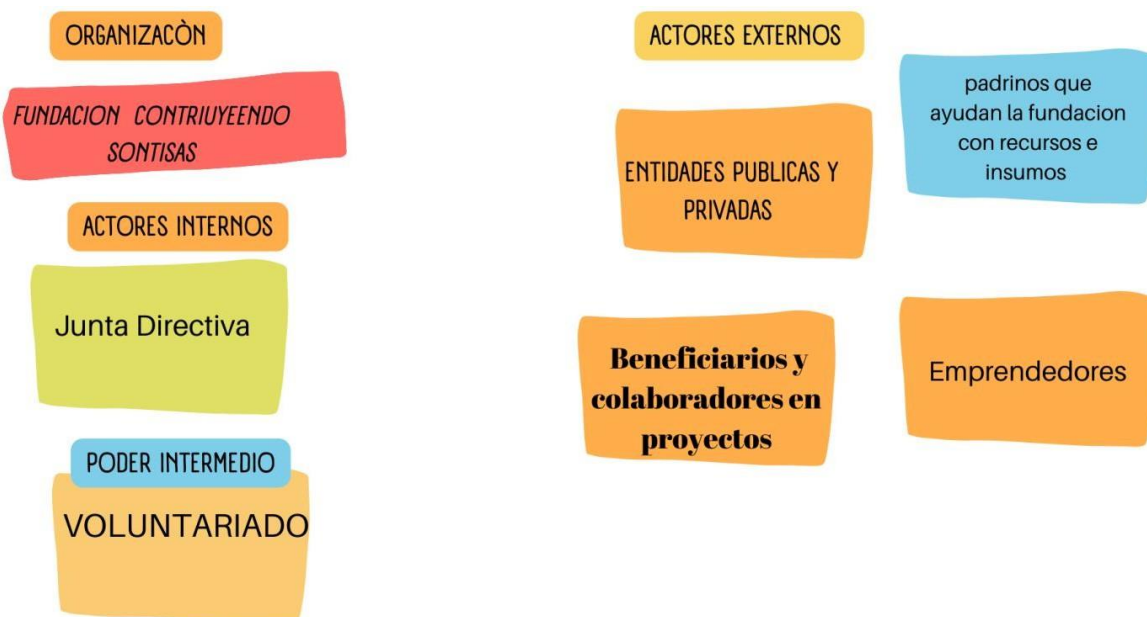 ORGANIZACÒN
FUNDACION CONTRIUYEENDO
SONTISAS
ACTORES INTERNOS
Junta Directiva
PODER INTERMEDIO
VOLUNTARIADO
ACTORES EXTERNOS
ENTIDADES PUBLICAS Y
PRIVADAS
padrinos que
ayudan la fundacion
con recursos e
insumos
Beneficiarios y
colaboradores en
proyectos
Emprendedores